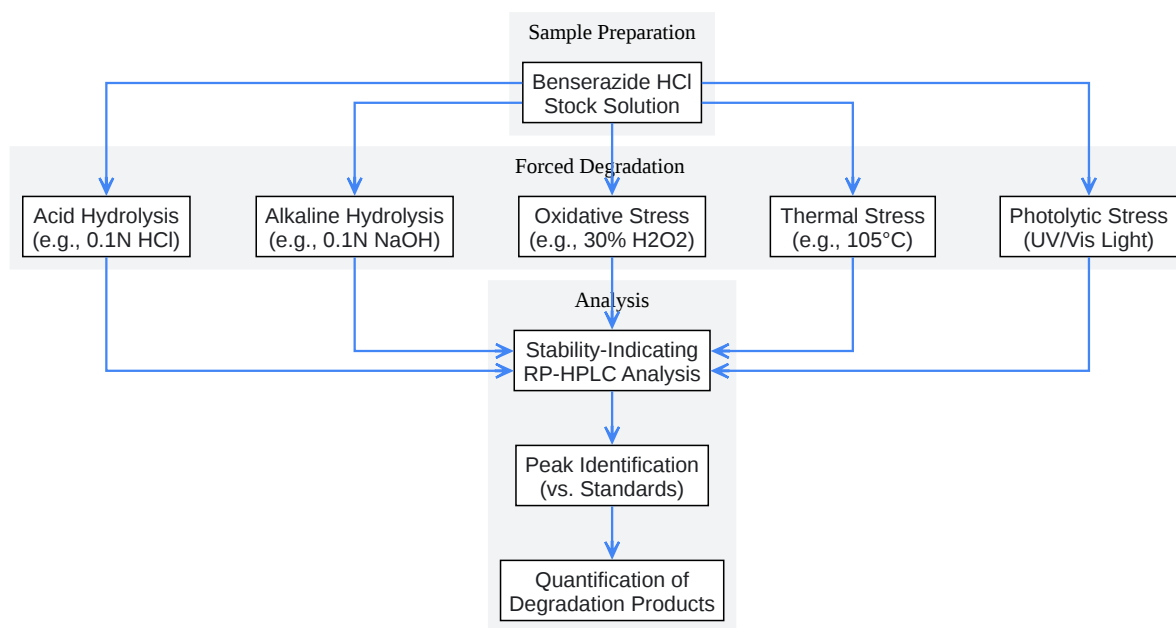 Sample Preparation
Benserazide HCl
Stock Solution
Forced Degradation
Acid Hydrolysis
(e.g., 0.1N HCl)
Alkaline Hydrolysis
(e.g., 0.1N NaOH)
Oxidative Stress
(e.g., 30% H2O2)
Thermal Stress
(e.g., 105°C)
Photolytic Stress
(UV/Vis Light)
Analysis
Stability-Indicating
RP-HPLC Analysis
Peak Identification
(vs. Standards)
Quantification of
Degradation Products